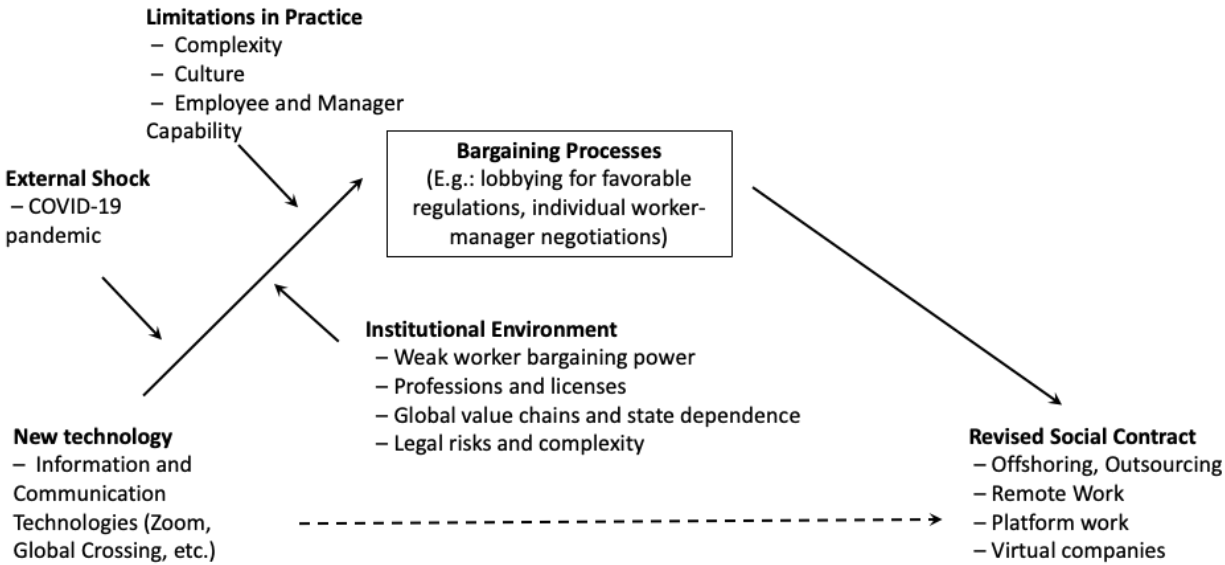 Limitations in Practice
– Complexity
– Culture
– Employee and Manager
Capability
External Shock
– COVID-19
pandemic
Bargaining Processes
(E.g.: lobbying for favorable
regulations, individual worker-
manager negotiations)
Institutional Environment
– Weak worker bargaining power
– Professions and licenses
– Global value chains and state dependence
– Legal risks and complexity
New technology
– Information and
Communication
Technologies (Zoom,
Global Crossing, etc.)
Revised Social Contract
– Offshoring, Outsourcing
– Remote Work
– Platform work
– Virtual companies